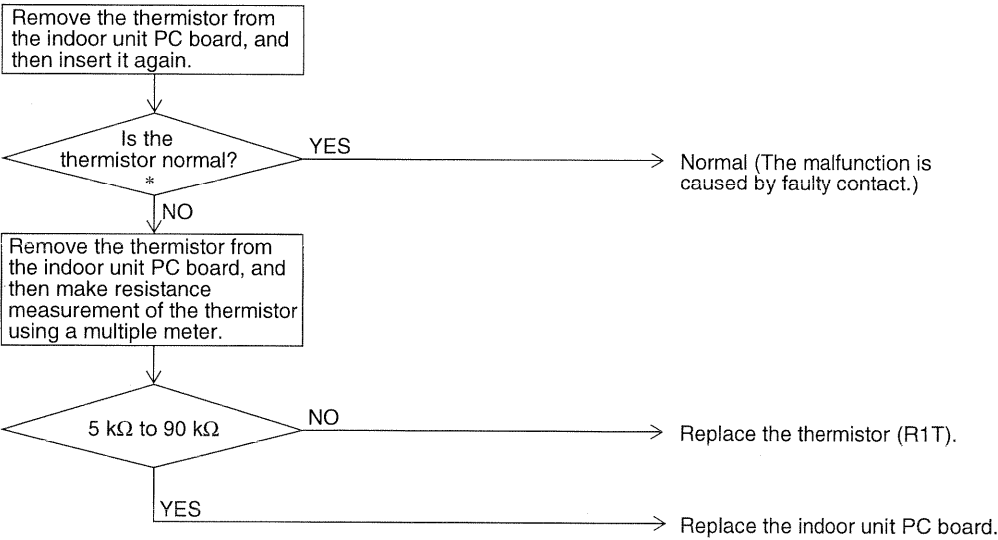 Remove the thermistor from
the indoor unit PC board, and
then insert it again.
Is the
thermistor normal?
*
YES
Normal (The malfunction is
caused by faulty contact.)
NO
Remove the thermistor from
the indoor unit PC board, and
then make resistance
measurement of the thermistor
using a multiple meter.
5 kΩ to 90 kΩ
NO
Replace the thermistor (R1T).
YES
Replace the indoor unit PC board.